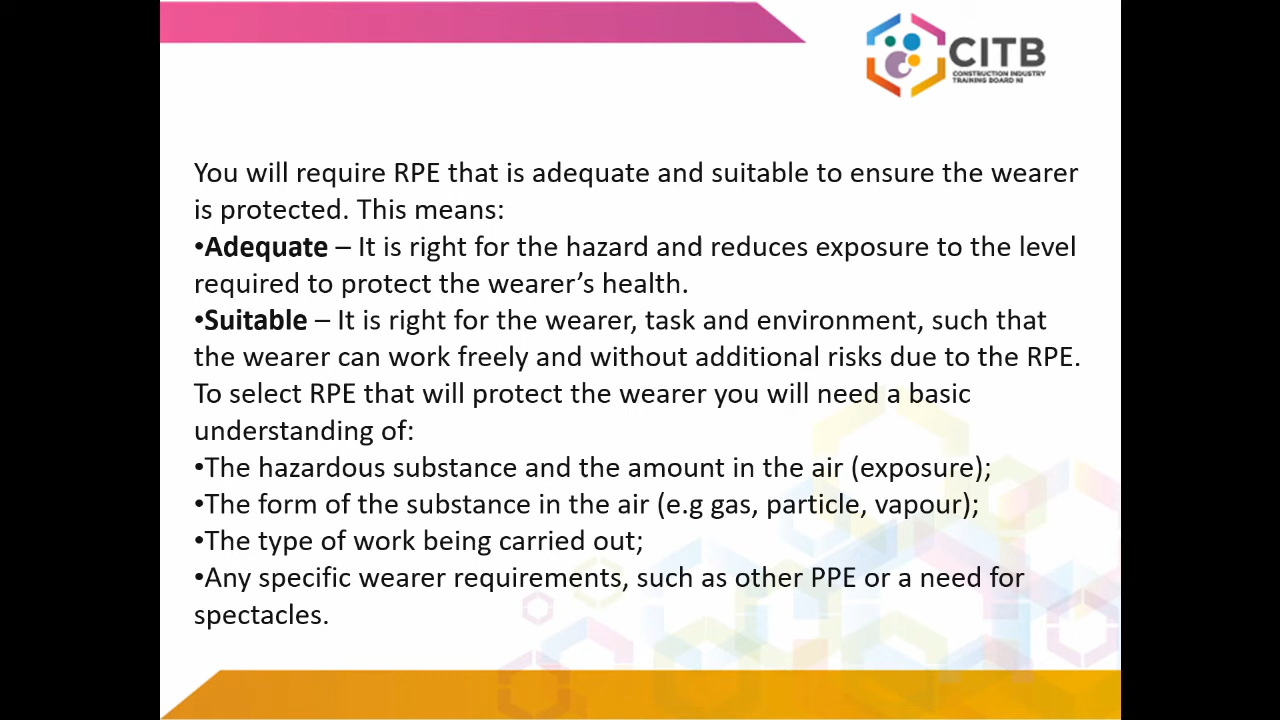 CITB
CONSTRUCTION INDUSTRY
TRAINING BOARD NI
You will require RPE that is adequate and suitable to ensure the wearer
is protected. This means:
•Adequate – It is right for the hazard and reduces exposure to the level
required to protect the wearer’s health.
•Suitable – It is right for the wearer, task and environment, such that
the wearer can work freely and without additional risks due to the RPE.
To select RPE that will protect the wearer you will need a basic
understanding of:
•The hazardous substance and the amount in the air (exposure);
•The form of the substance in the air (e.g gas, particle, vapour);
•The type of work being carried out;
•Any specific wearer requirements, such as other PPE or a need for
spectacles.